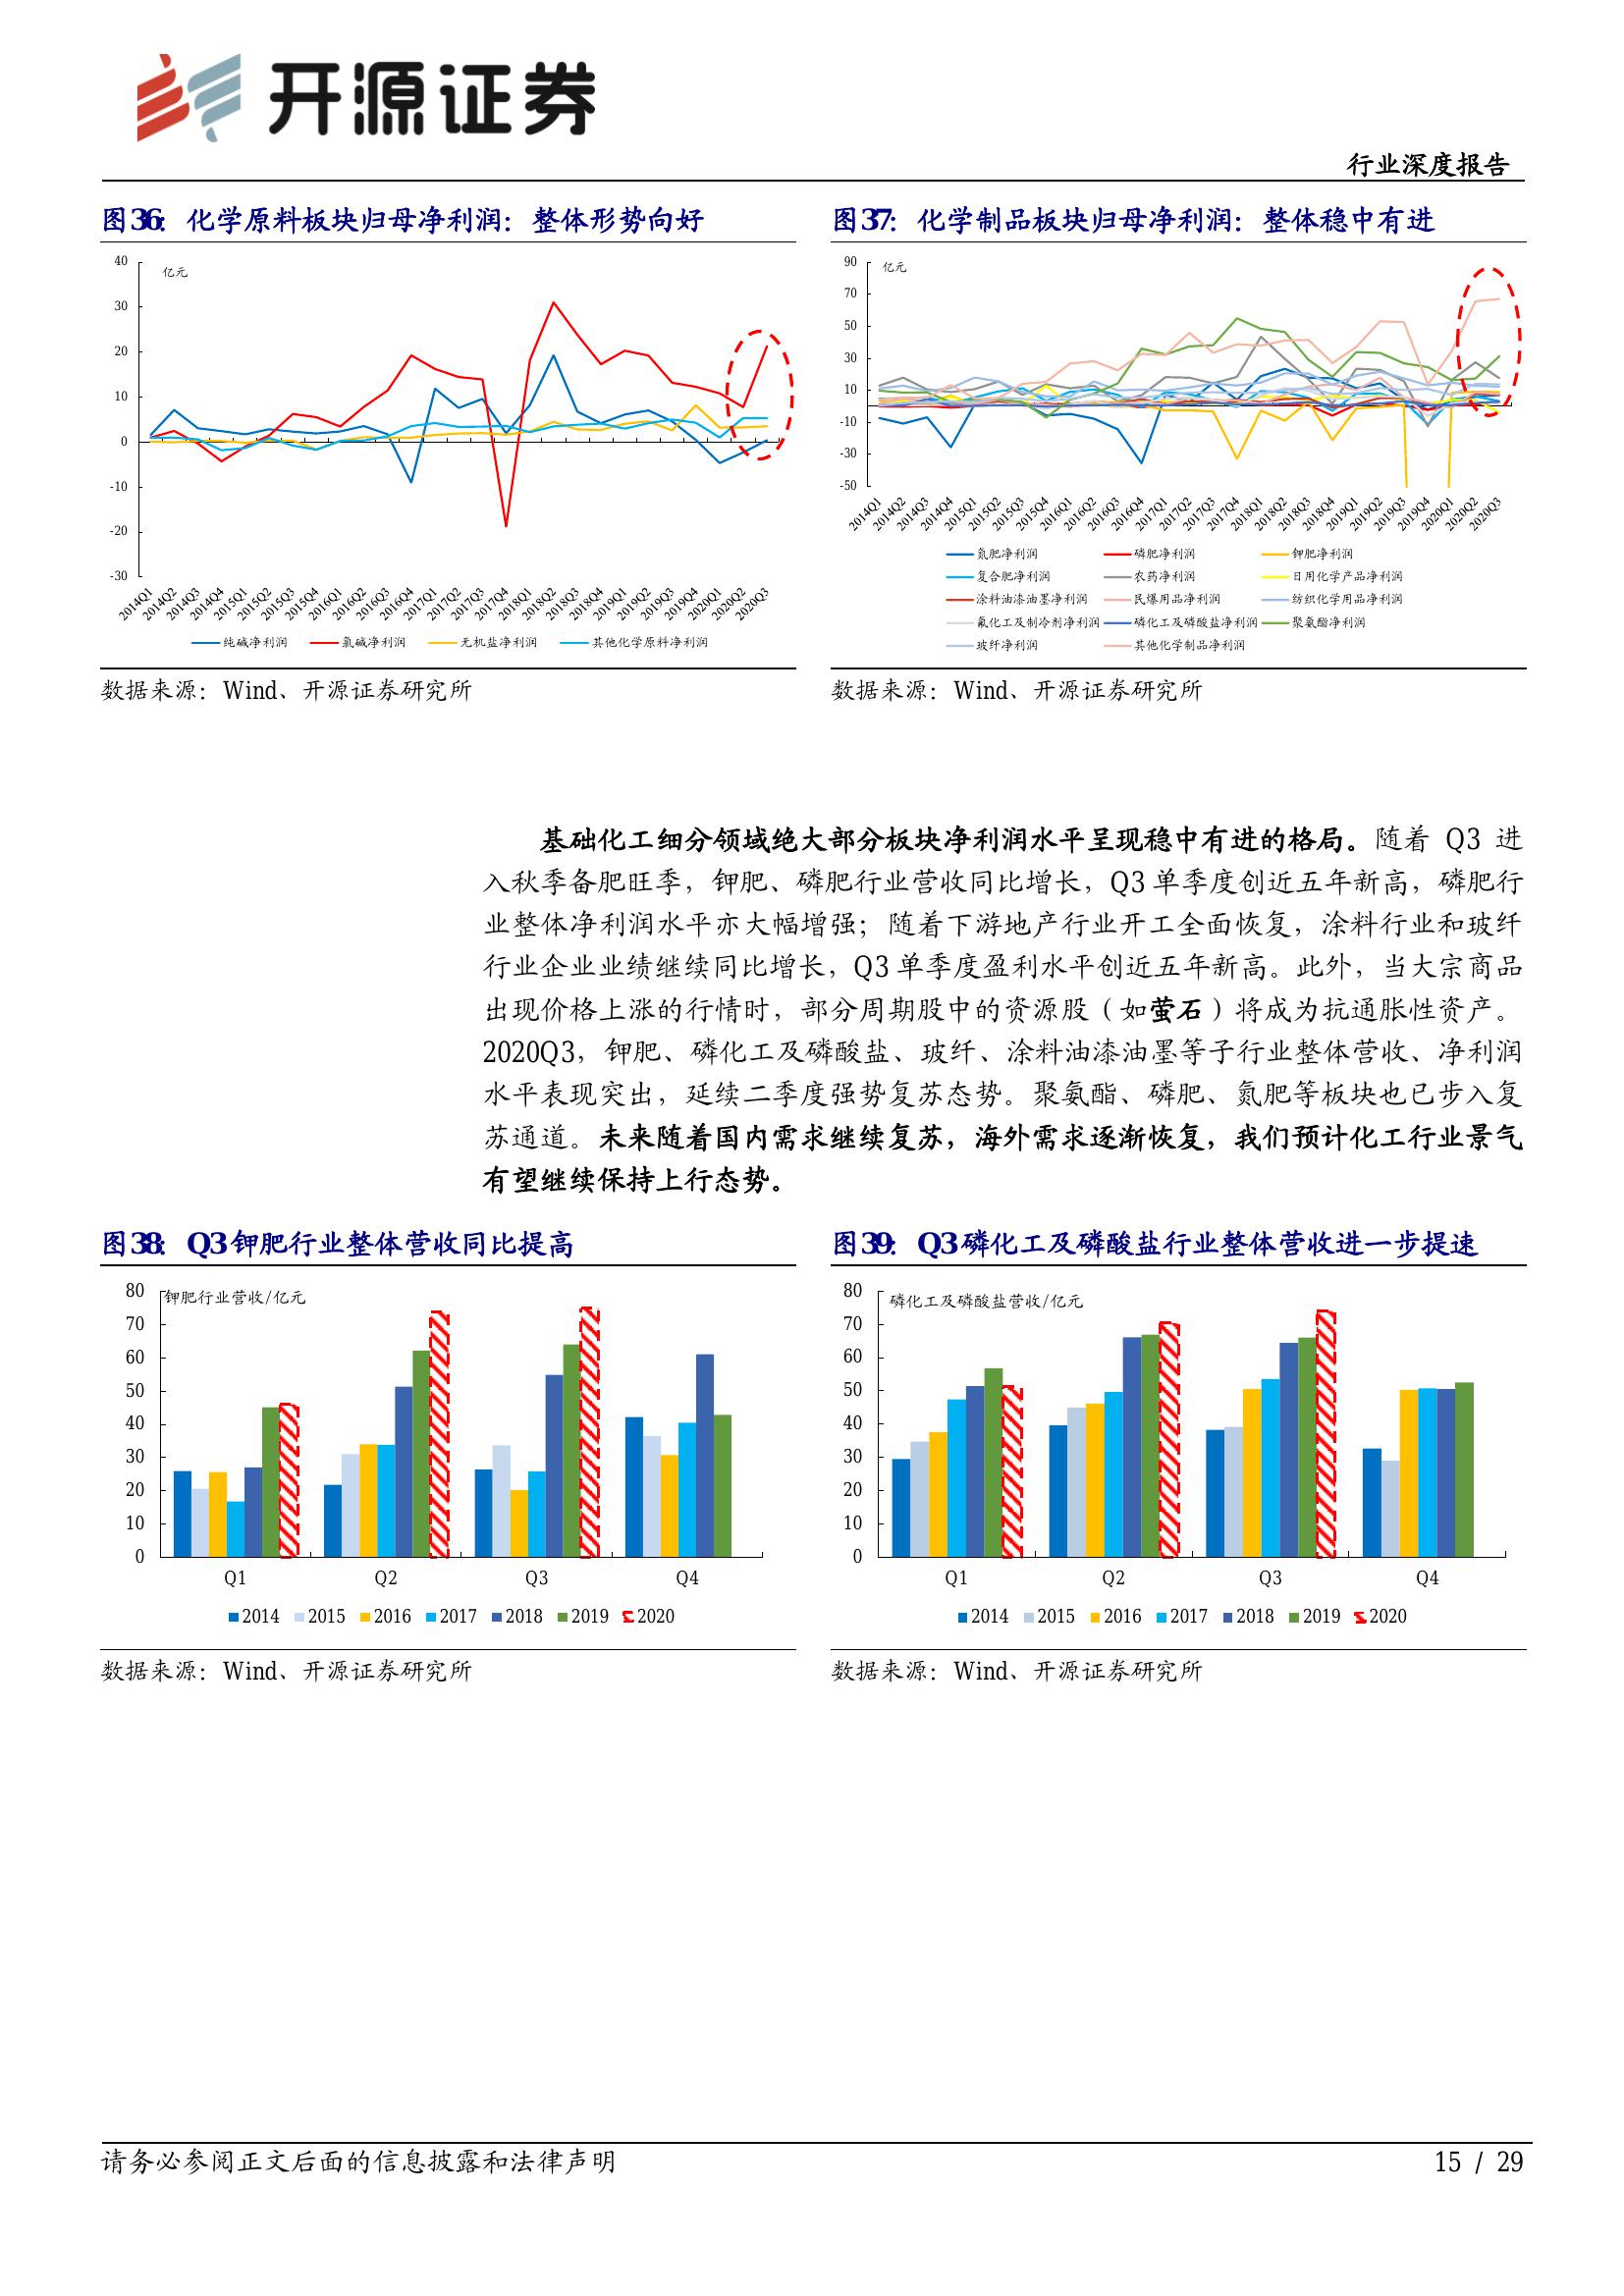 开源证券
行业深度报告
图36：化学原料板块归母净利润：整体形势向好
40
30
20
10
0
-10
-20
-30
亿元
2014Q1 2014Q2 2014Q3 2014Q4 2015Q1 2015Q2 2015Q3 2015Q4 2016Q1 2016Q2 2016Q3 2016Q4 2017Q1 2017Q2 2017Q3 2017Q4 2018Q1 2018Q2 2018Q3 2018Q4 2019Q1 2019Q2 2019Q3 2019Q4 2020Q1 2020Q2 2020Q3
纯碱净利润 氯碱净利润 无机盐净利润 其他化学原料净利润
数据来源：Wind、开源证券研究所
图37：化学制品板块归母净利润：整体稳中有进
90
70
50
30
10
-10
-30
-50
亿元
2014Q1 2014Q2 2014Q3 2014Q4 2015Q1 2015Q2 2015Q3 2015Q4 2016Q1 2016Q2 2016Q3 2016Q4 2017Q1 2017Q2 2017Q3 2017Q4 2018Q1 2018Q2 2018Q3 2018Q4 2019Q1 2019Q2 2019Q3 2019Q4 2020Q1 2020Q2 2020Q3
氮肥净利润 磷肥净利润 钾肥净利润
复合肥净利润 农药净利润 日用化学产品净利润
涂料油漆油墨净利润 民爆用品净利润 纺织化学用品净利润
氟化工及制冷剂净利润 磷化工及磷酸盐净利润 聚氨酯净利润
玻纤净利润 其他化学制品净利润
数据来源：Wind、开源证券研究所
基础化工细分领域绝大部分板块净利润水平呈现稳中有进的格局。随着 Q3 进
入秋季备肥旺季，钾肥、磷肥行业营收同比增长，Q3 单季度创近五年新高，磷肥行
业整体净利润水平亦大幅增强；随着下游地产行业开工全面恢复，涂料行业和玻纤
行业企业业绩继续同比增长，Q3 单季度盈利水平创近五年新高。此外，当大宗商品
出现价格上涨的行情时，部分周期股中的资源股（如萤石）将成为抗通胀性资产。
2020Q3，钾肥、磷化工及磷酸盐、玻纤、涂料油漆油墨等子行业整体营收、净利润
水平表现突出，延续二季度强势复苏态势。聚氨酯、磷肥、氮肥等板块也已步入复
苏通道。未来随着国内需求继续复苏，海外需求逐渐恢复，我们预计化工行业景气
有望继续保持上行态势。
图38：Q3 钾肥行业整体营收同比提高
80
70
60
50
40
30
20
10
0
钾肥行业营收/亿元
Q1 Q2 Q3 Q4
2014 2015 2016 2017 2018 2019 2020
数据来源：Wind、开源证券研究所
图39：Q3 磷化工及磷酸盐行业整体营收进一步提速
80
70
60
50
40
30
20
10
0
磷化工及磷酸盐营收/亿元
Q1 Q2 Q3 Q4
2014 2015 2016 2017 2018 2019 2020
数据来源：Wind、开源证券研究所
请务必参阅正文后面的信息披露和法律声明
15 / 29